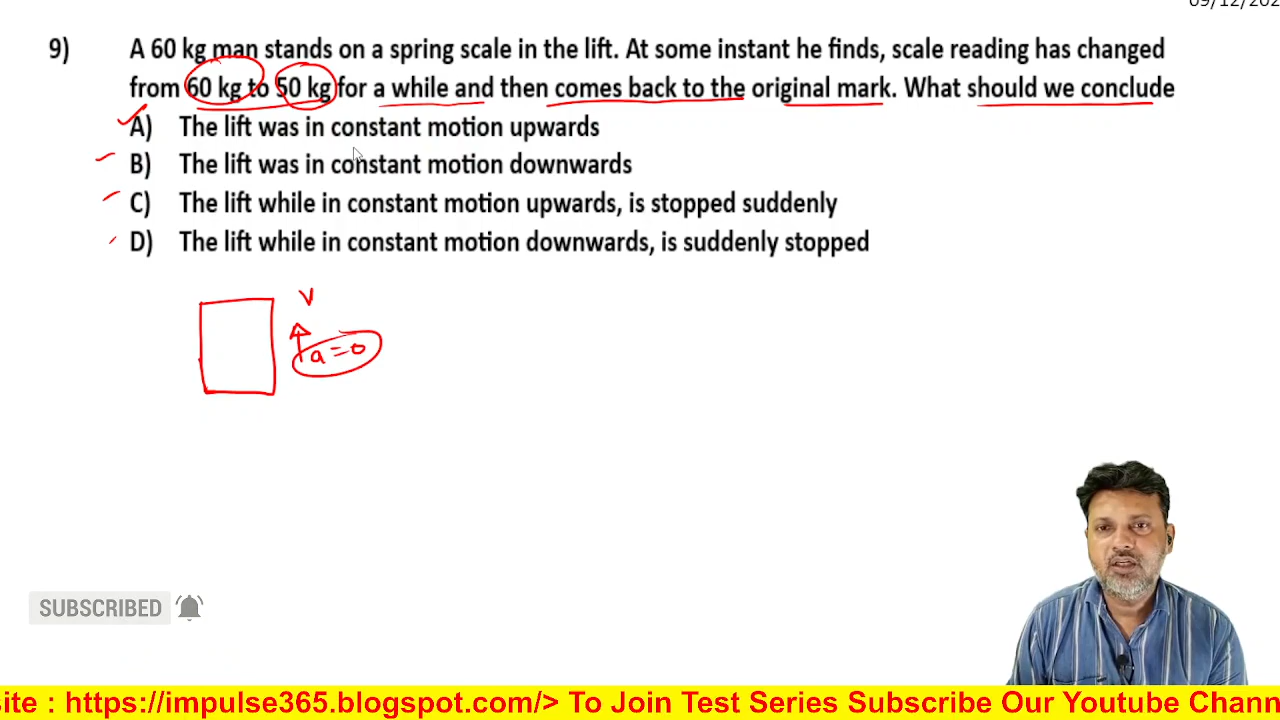 09/12/202
9) A 60 kg man stands on a spring scale in the lift. At some instant he finds, scale reading has changed
from 60 kg to 50 kg for a while and then comes back to the original mark. What should we conclude
A) The lift was in constant motion upwards
B) The lift was in constant motion downwards
C) The lift while in constant motion upwards, is stopped suddenly
D) The lift while in constant motion downwards, is suddenly stopped
V
a=0
SUBSCRIBED
site : https://impulse365.blogspot.com/> To Join Test Series Subscribe Our Youtube Chann